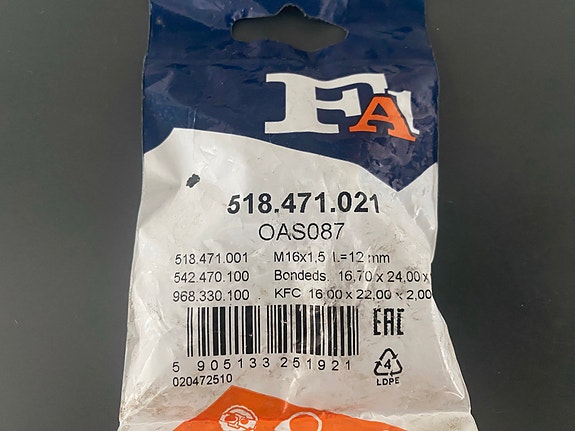 FA1
518.471.021
OAS087
518.471.001 M16x1,5 l.=12 mm
542.470.100 Bondeds. 16,70 x 24,00 x
968.330.100 KFC 16,00 x 22,00 x 2,00
EAC
5 905133 251921
020472510
4
LDPE